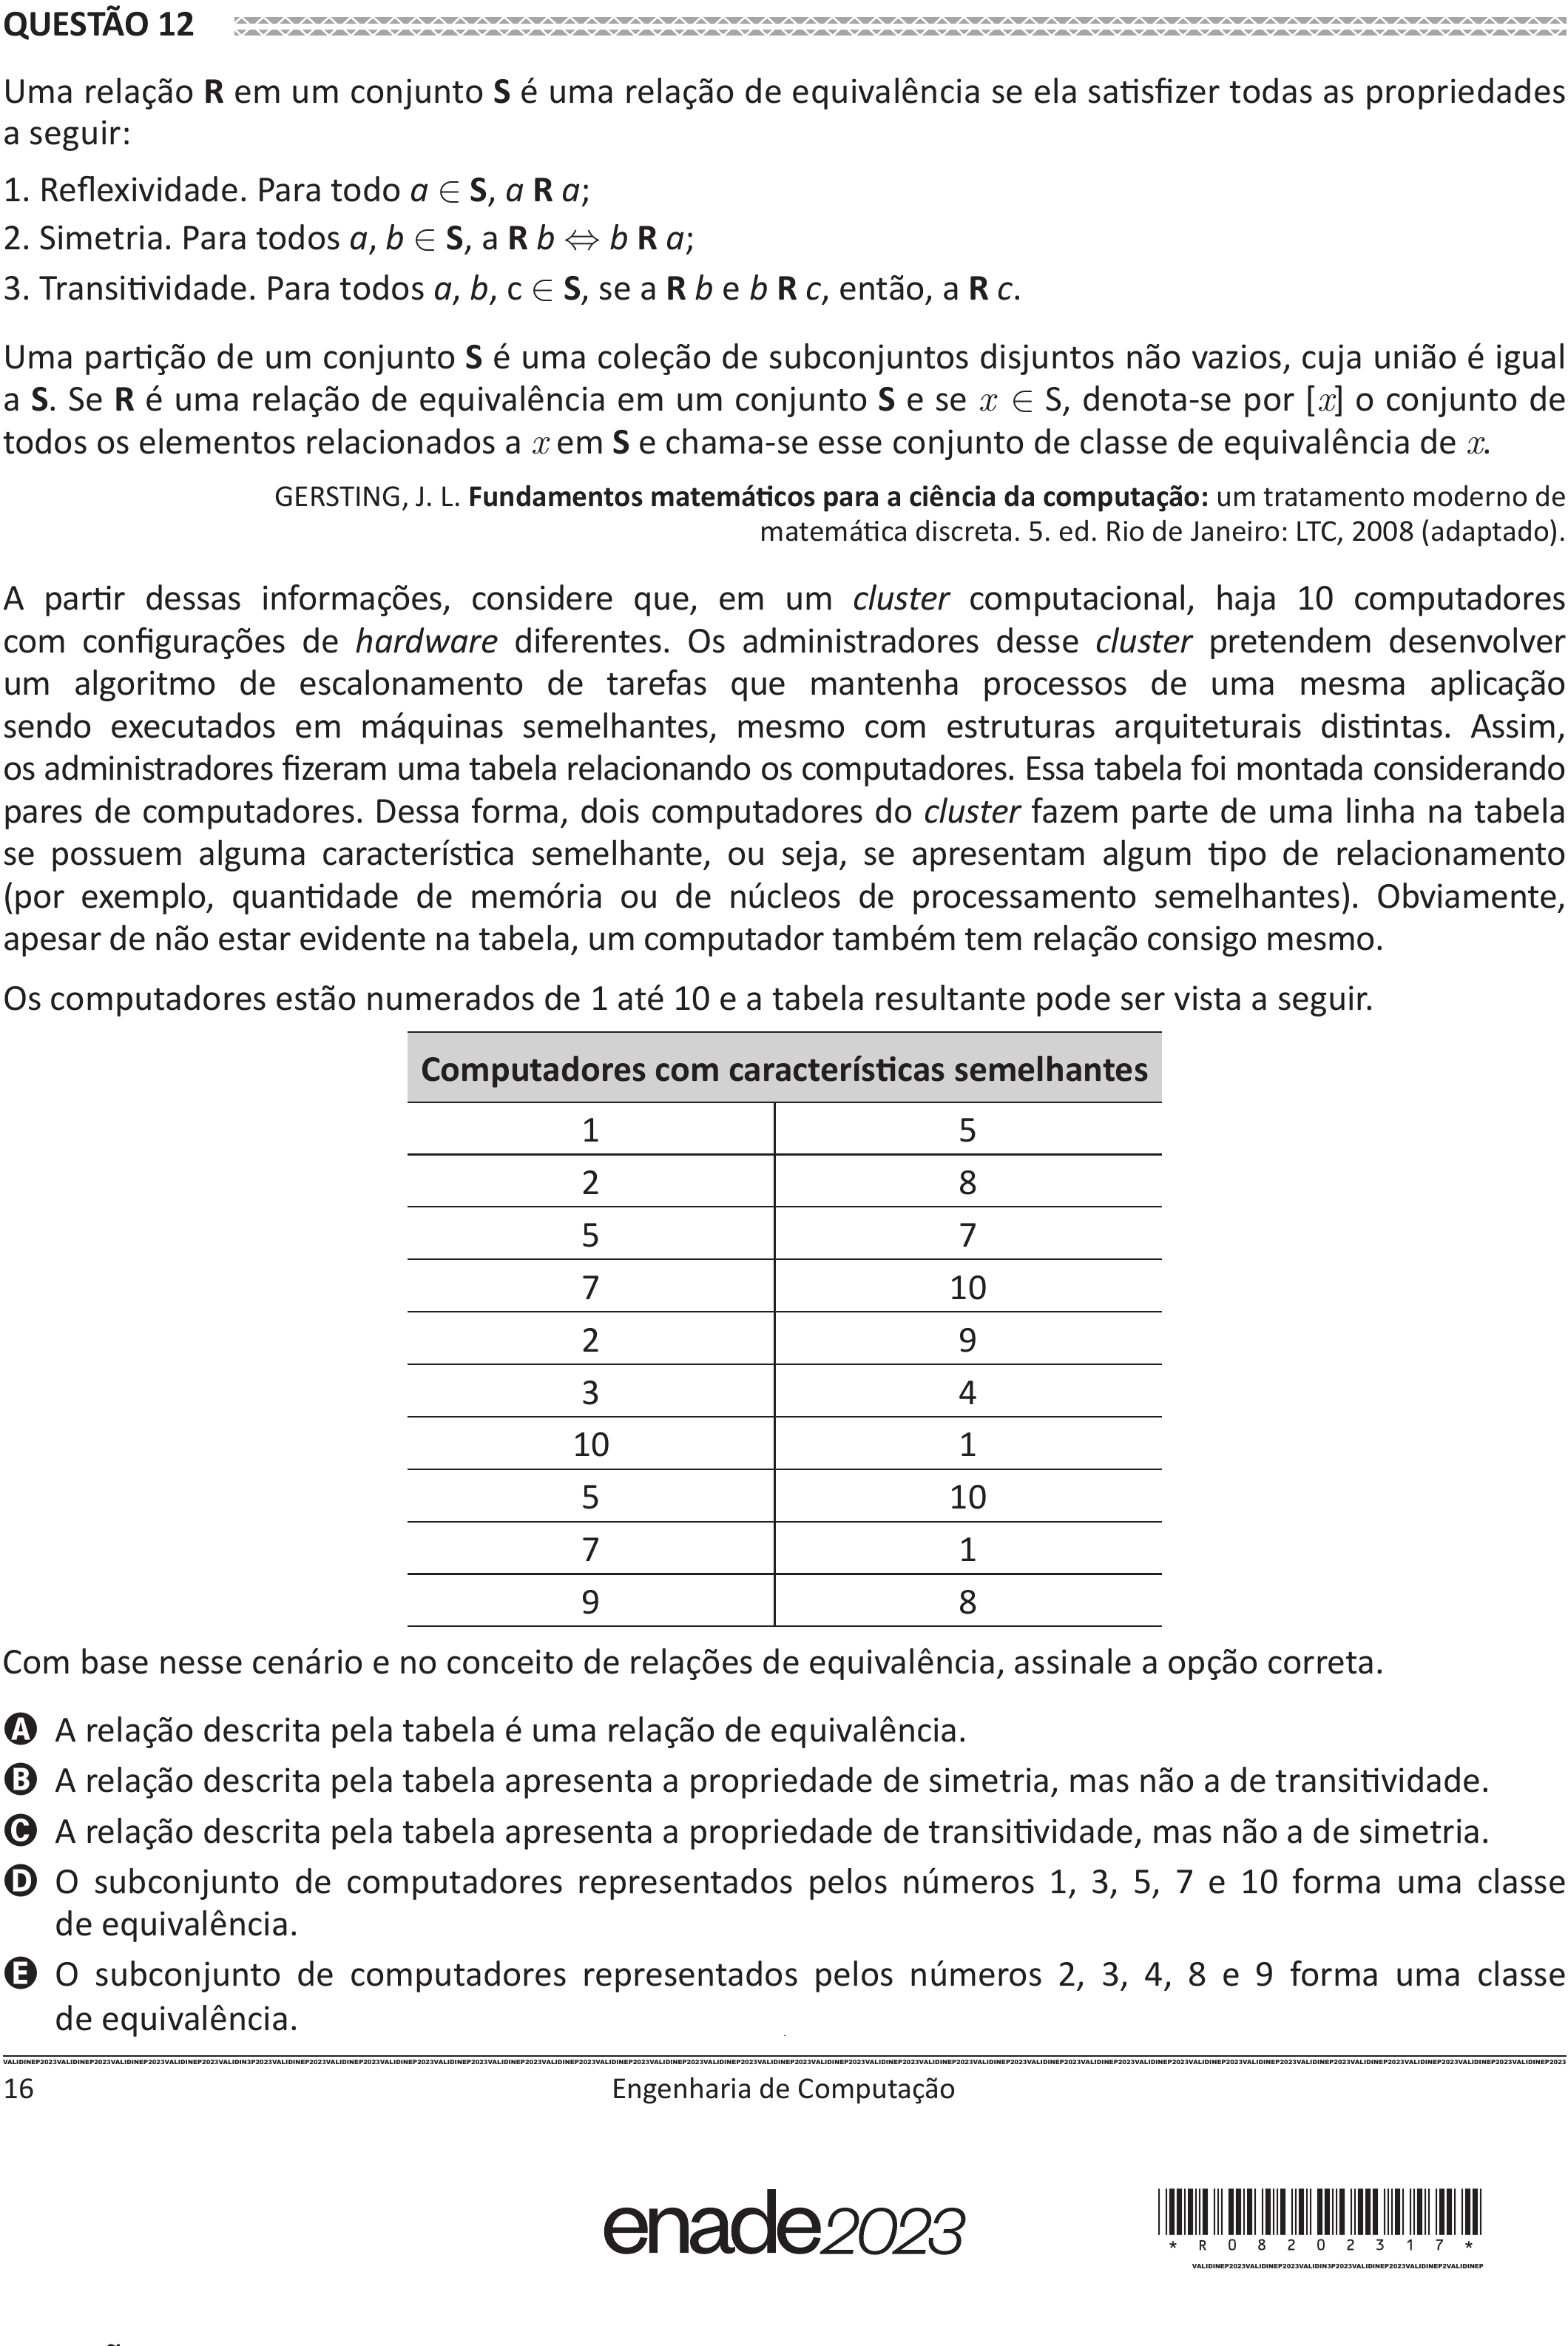 QUESTÃO 12
Uma relação R em um conjunto S é uma relação de equivalência se ela satisfizer todas as propriedades
a seguir:
1. Reflexividade. Para todo a ∈ S, a R a;
2. Simetria. Para todos a, b ∈ S, a R b ⇔ b R a;
3. Transitividade. Para todos a, b, c ∈ S, se a R b e b R c, então, a R c.
Uma partição de um conjunto S é uma coleção de subconjuntos disjuntos não vazios, cuja união é igual
a S. Se R é uma relação de equivalência em um conjunto S e se x ∈ S, denota-se por [x] o conjunto de
todos os elementos relacionados a x em S e chama-se esse conjunto de classe de equivalência de x.
GERSTING, J. L. Fundamentos matemáticos para a ciência da computação: um tratamento moderno de
matemática discreta. 5. ed. Rio de Janeiro: LTC, 2008 (adaptado).
A partir dessas informações, considere que, em um cluster computacional, haja 10 computadores
com configurações de hardware diferentes. Os administradores desse cluster pretendem desenvolver
um algoritmo de escalonamento de tarefas que mantenha processos de uma mesma aplicação
sendo executados em máquinas semelhantes, mesmo com estruturas arquiteturais distintas. Assim,
os administradores fizeram uma tabela relacionando os computadores. Essa tabela foi montada considerando
pares de computadores. Dessa forma, dois computadores do cluster fazem parte de uma linha na tabela
se possuem alguma característica semelhante, ou seja, se apresentam algum tipo de relacionamento
(por exemplo, quantidade de memória ou de núcleos de processamento semelhantes). Obviamente,
apesar de não estar evidente na tabela, um computador também tem relação consigo mesmo.
Os computadores estão numerados de 1 até 10 e a tabela resultante pode ser vista a seguir.
Computadores com características semelhantes
1 5
2 8
5 7
7 10
2 9
3 4
10 1
5 10
7 1
9 8
Com base nesse cenário e no conceito de relações de equivalência, assinale a opção correta.
A A relação descrita pela tabela é uma relação de equivalência.
B A relação descrita pela tabela apresenta a propriedade de simetria, mas não a de transitividade.
C A relação descrita pela tabela apresenta a propriedade de transitividade, mas não a de simetria.
D O subconjunto de computadores representados pelos números 1, 3, 5, 7 e 10 forma uma classe
de equivalência.
E O subconjunto de computadores representados pelos números 2, 3, 4, 8 e 9 forma uma classe
de equivalência.
16 Engenharia de Computação
enade2023
* R 0 8 2 0 2 3 1 7 *
VALIDINEP2023VALIDINEP2023VALIDIN3P2023VALIDINEP2023VALIDINEP2VALIDINEP